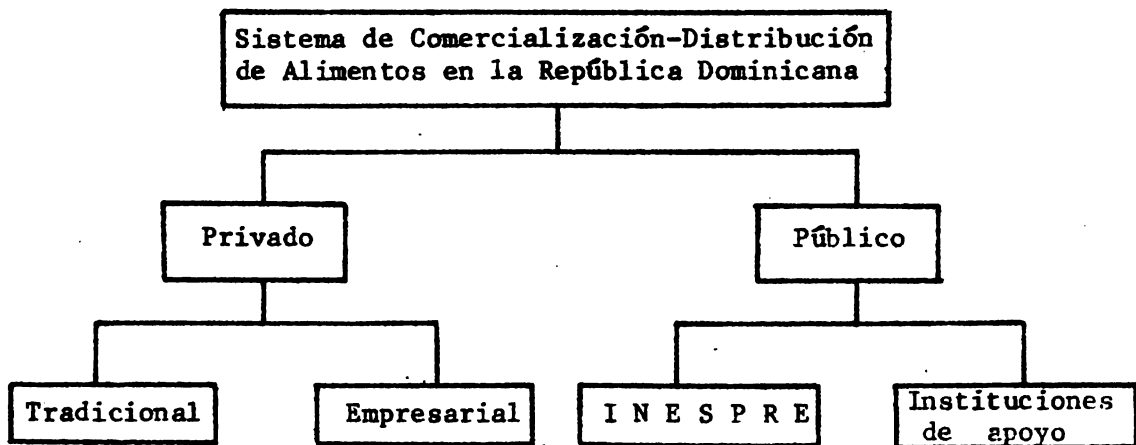 Sistema de Comercialización-Distribución
de Alimentos en la República Dominicana
Privado
Público
Tradicional
Empresarial
I N E S P R E
Instituciones
de apoyo